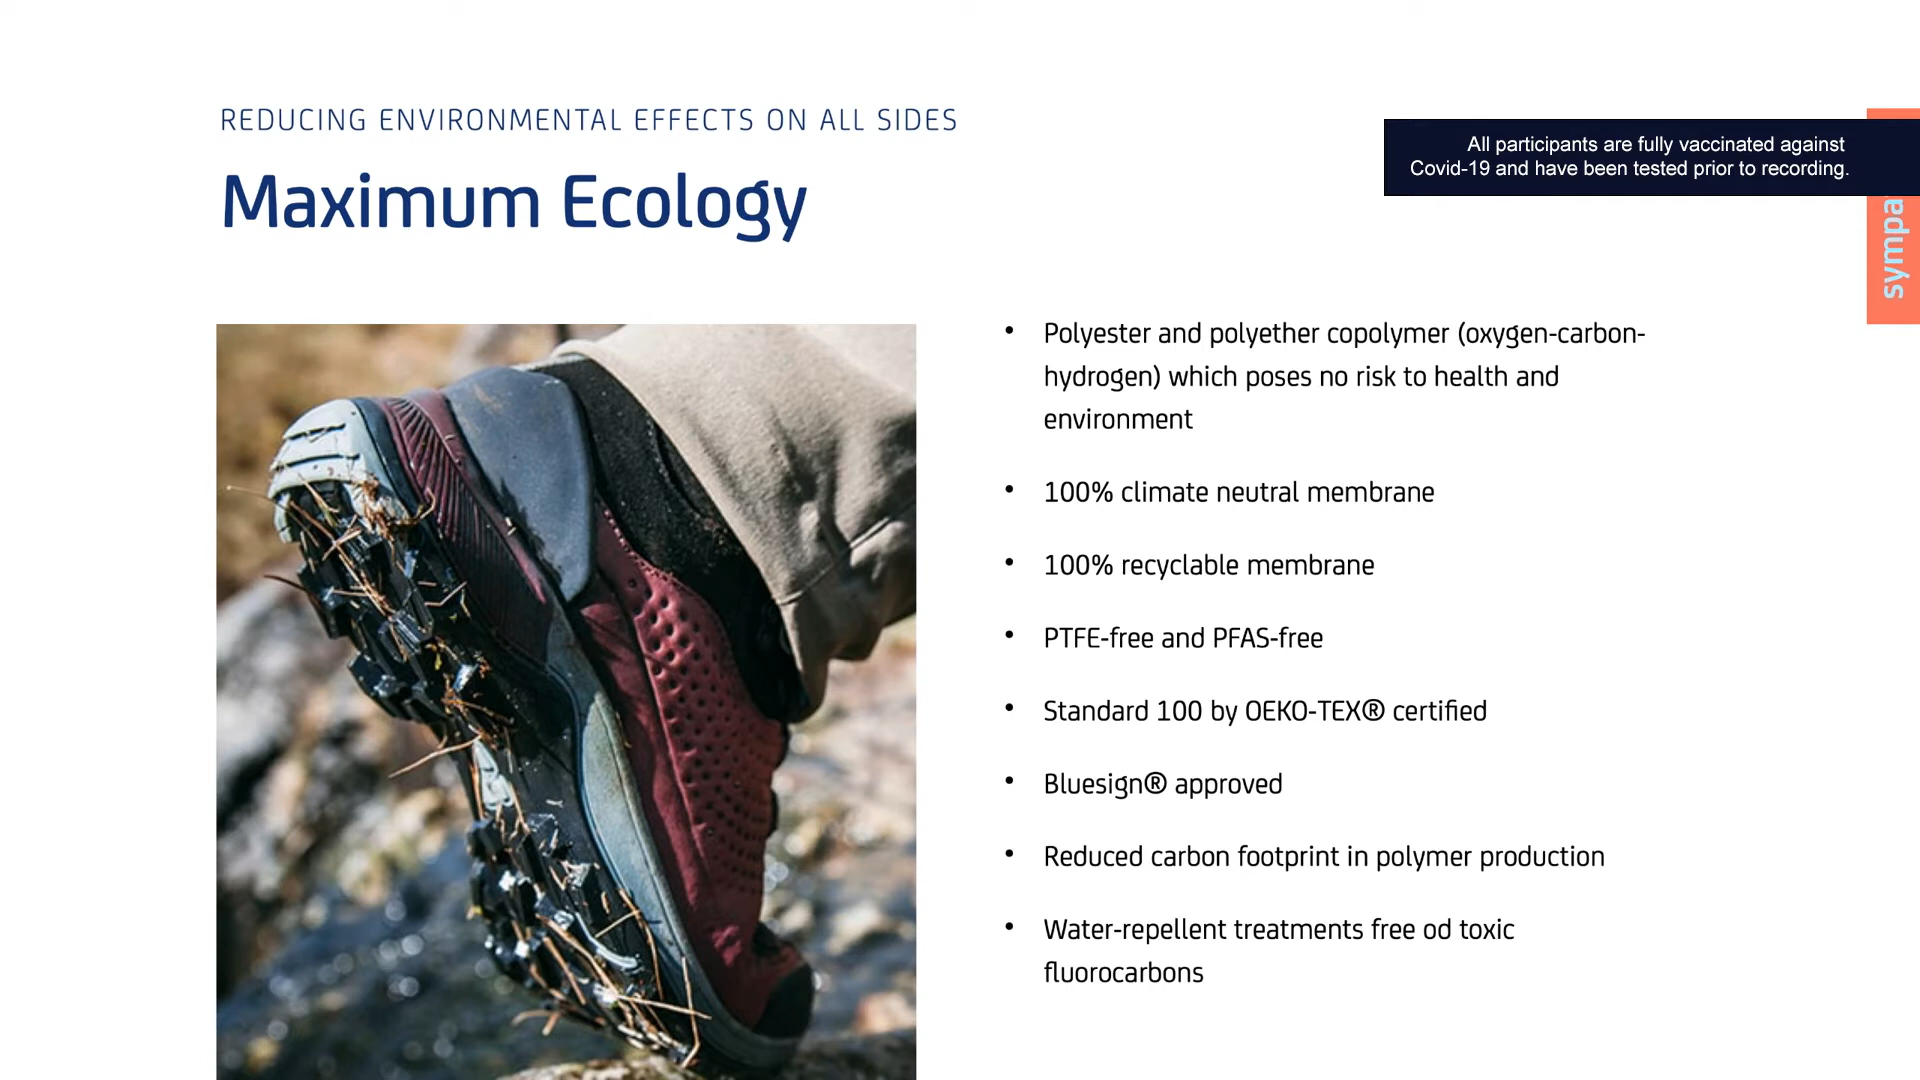 REDUCING ENVIRONMENTAL EFFECTS ON ALL SIDES
Maximum Ecology
All participants are fully vaccinated against
Covid-19 and have been tested prior to recording.
• Polyester and polyether copolymer (oxygen-carbon-
hydrogen) which poses no risk to health and
environment
• 100% climate neutral membrane
• 100% recyclable membrane
• PTFE-free and PFAS-free
• Standard 100 by OEKO-TEX® certified
• Bluesign® approved
• Reduced carbon footprint in polymer production
• Water-repellent treatments free od toxic
fluorocarbons